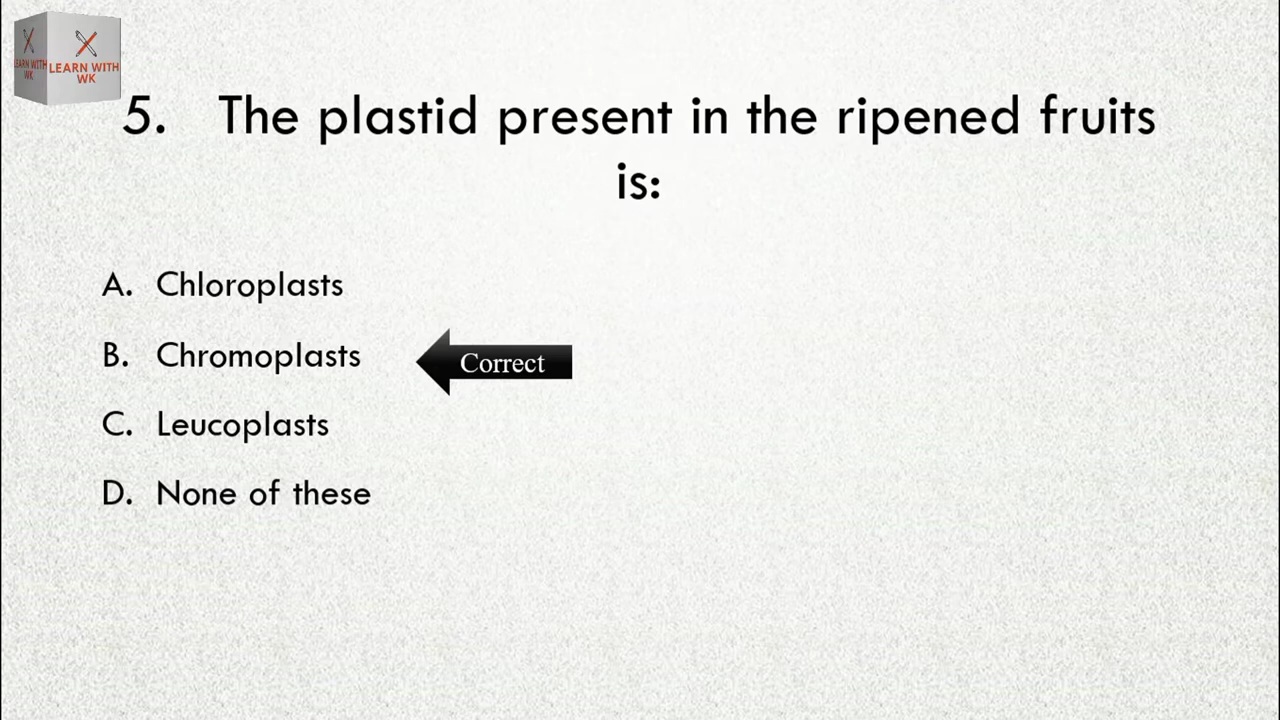 LEARN WITH
WK
LEARN WITH
WK
5. The plastid present in the ripened fruits
is:
A. Chloroplasts
B. Chromoplasts
Correct
C. Leucoplasts
D. None of these